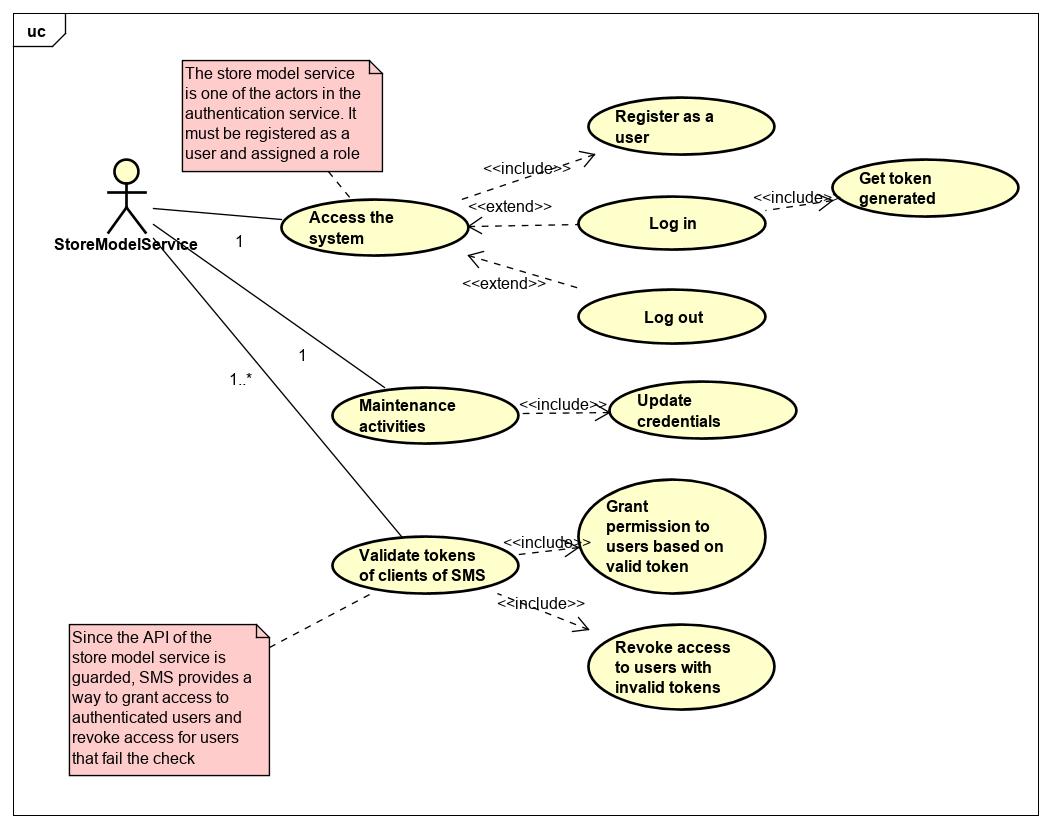 uc
The store model service
is one of the actors in the
authentication service. It
must be registered as a
user and assigned a role
Register as a
user
<<include>>
Get token
generated
<<include>>
<<extend>>
Access the
system
Log in
StoreModelService
1
<<extend>>
Log out
1
1..*
Maintenance
activities
<<include>>
Update
credentials
Grant
permission to
users based on
valid token
<<include>>
Validate tokens
of clients of SMS
<<include>>
Since the API of the
store model service is
guarded, SMS provides a
way to grant access to
authenticated users and
revoke access for users
that fail the check
Revoke access
to users with
invalid tokens